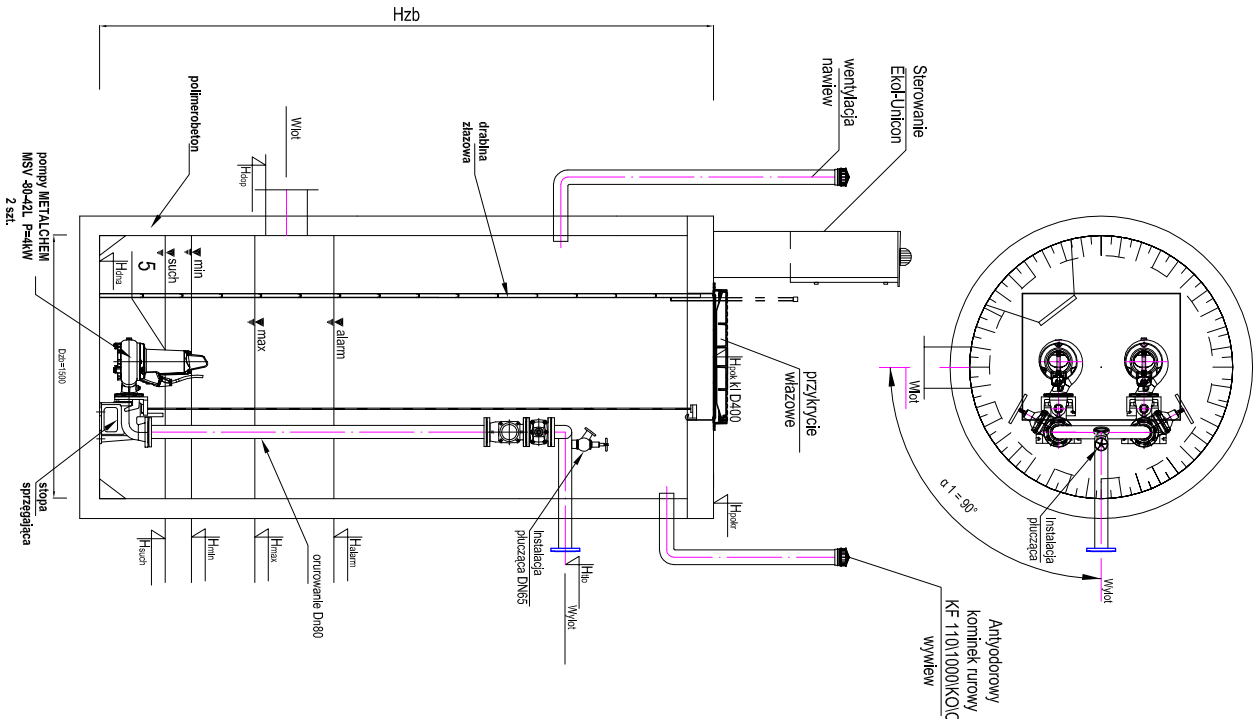 Hzb
Sterowanie
Ekol-Unicon
wentylacja
nawiew
drabina
złazowa
Wlot
Hdop
polimerobeton
pompy METALCHEM
MSV -80-42L P=4kW
2 szt.
Hdna
5
such
min
max
alarm
Dzb=1500
Hpok kl D400
przykrycie
włazowe
Hpokr
stopa
sprzęgająca
Hsuch
Hmin
Hmax
Halarm
orurowanie Dn80
Instalacja
płucząca DN65
Htło
Wylot
Antyodorowy
kominek rurowy
KF 110\1000\KO\O
wywiew
Wlot
α 1 = 90°
Instalacja
płucząca
Wylot